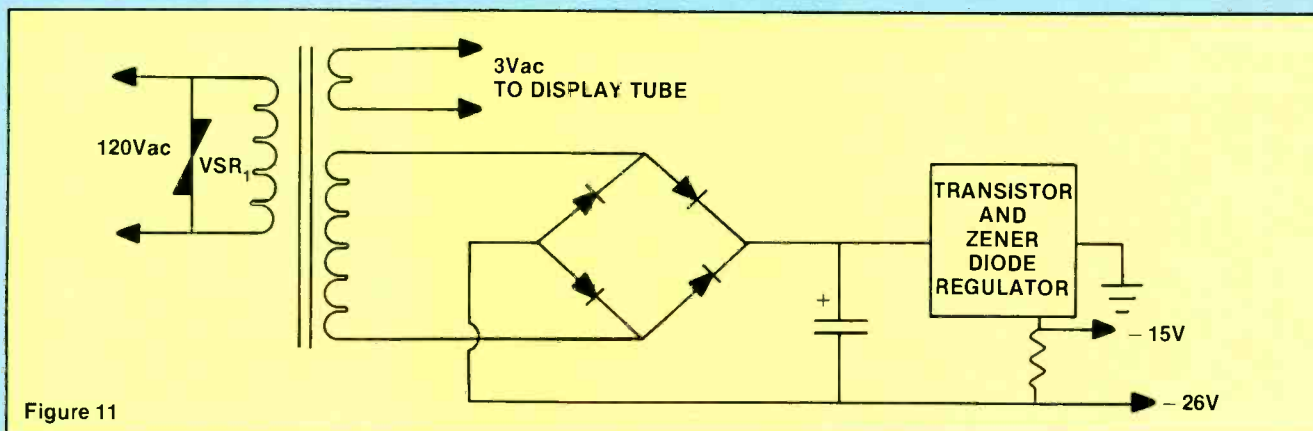 3Vac
TO DISPLAY TUBE
120Vac
VSR1
+
TRANSISTOR
AND
ZENER
DIODE
REGULATOR
– 15V
– 26V
Figure 11